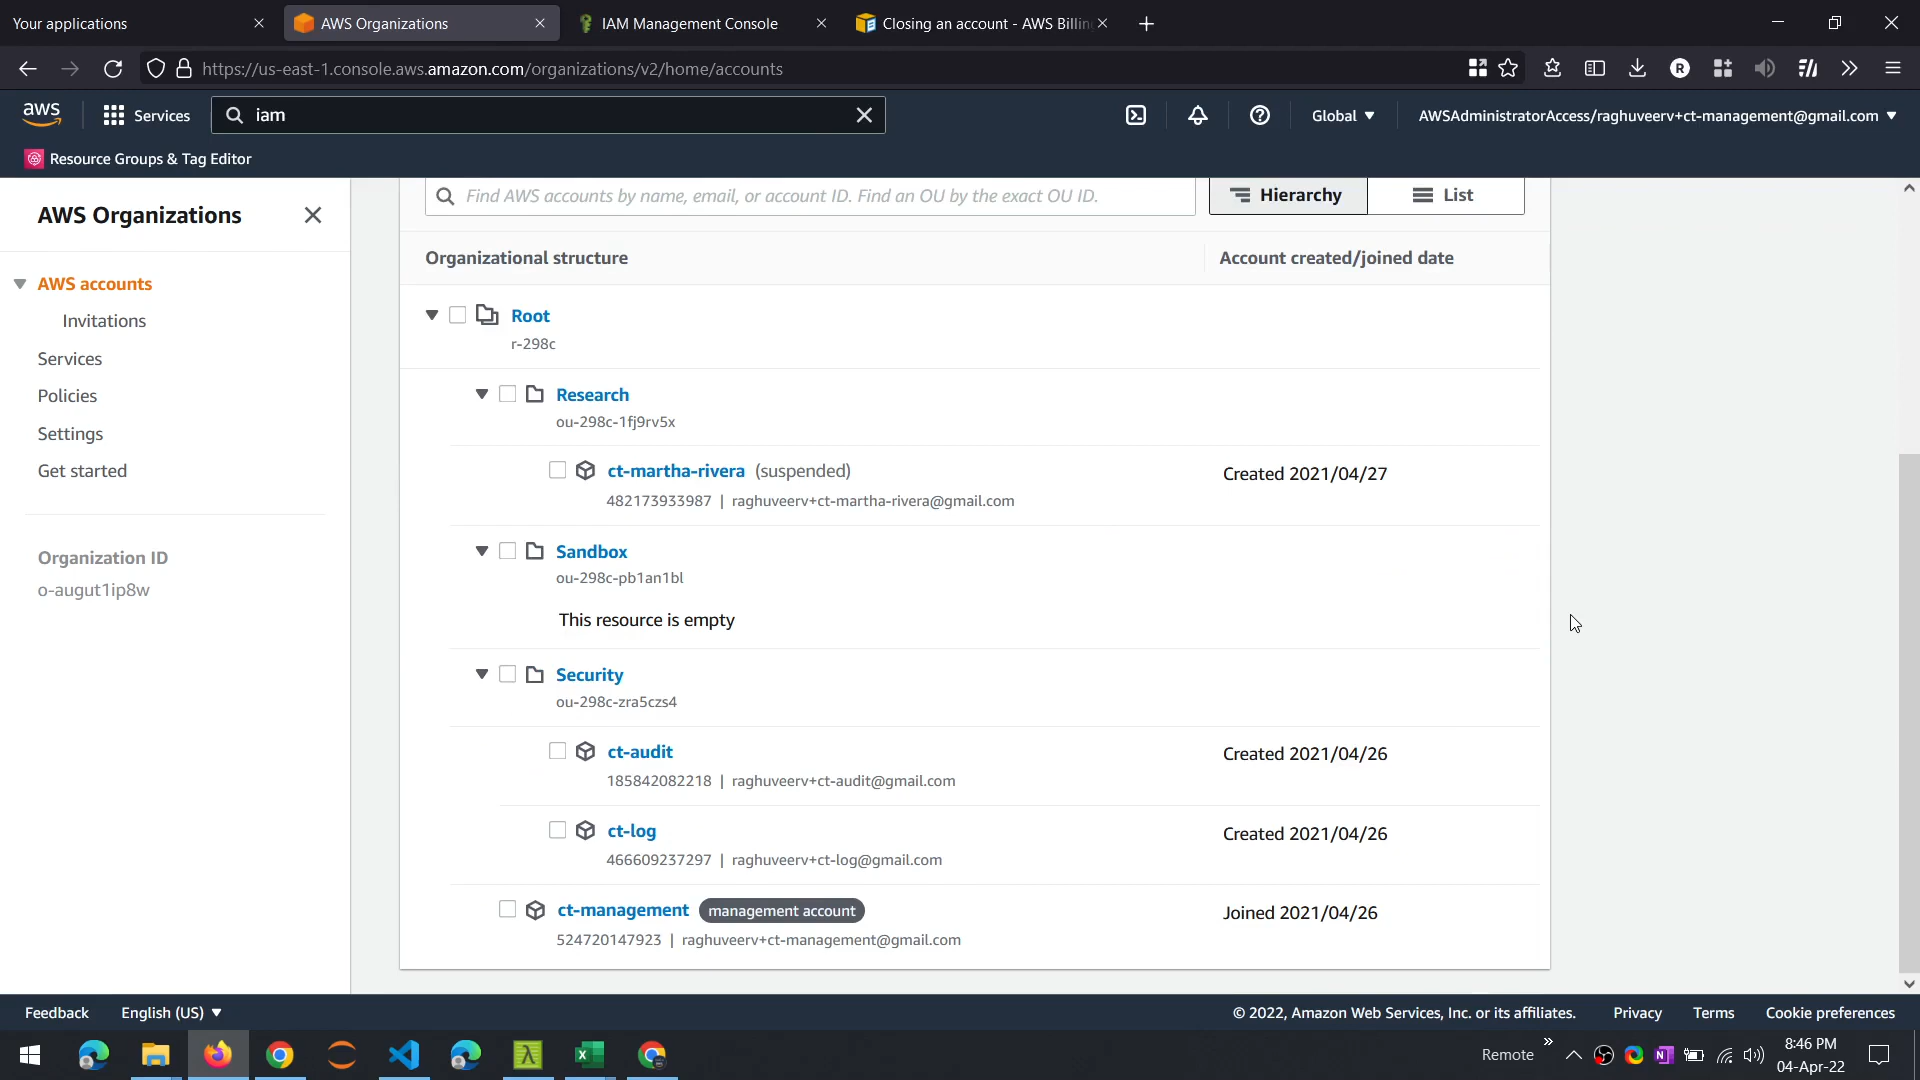 Your applications
AWS Organizations
IAM Management Console
Closing an account - AWS Billin
https://us-east-1.console.aws.amazon.com/organizations/v2/home/accounts
R
aws
Services
iam
Global
AWSAdministratorAccess/raghuveerv+ct-management@gmail.com
Resource Groups & Tag Editor
AWS Organizations
AWS accounts
Invitations
Services
Policies
Settings
Get started
Organization ID
o-augut1ip8w
Find AWS accounts by name, email, or account ID. Find an OU by the exact OU ID.
Hierarchy
List
Organizational structure
Account created/joined date
Root
r-298c
Research
ou-298c-1fj9rv5x
ct-martha-rivera (suspended)
Created 2021/04/27
482173933987 | raghuveerv+ct-martha-rivera@gmail.com
Sandbox
ou-298c-pb1an1bl
This resource is empty
Security
ou-298c-zra5czs4
ct-audit
Created 2021/04/26
185842082218 | raghuveerv+ct-audit@gmail.com
ct-log
Created 2021/04/26
466609237297 | raghuveerv+ct-log@gmail.com
ct-management management account
Joined 2021/04/26
524720147923 | raghuveerv+ct-management@gmail.com
Feedback
English (US)
© 2022, Amazon Web Services, Inc. or its affiliates.
Privacy
Terms
Cookie preferences
Remote
8:46 PM
04-Apr-22